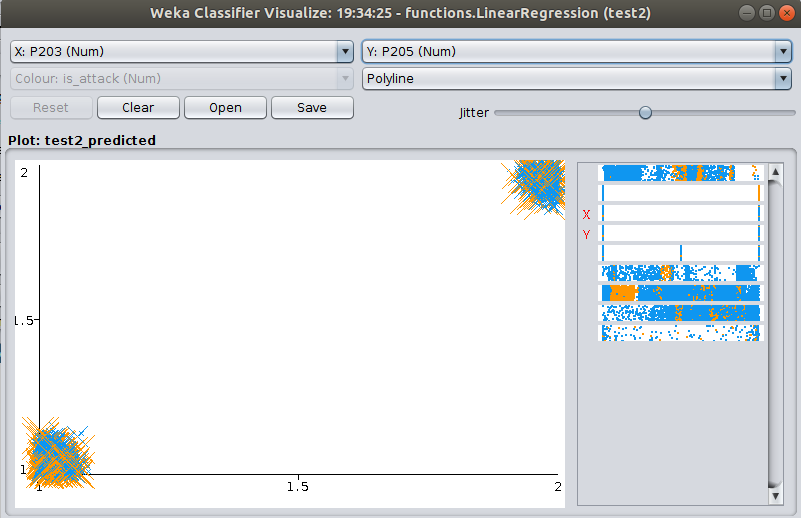 Weka Classifier Visualize: 19:34:25 - functions.LinearRegression (test2)
X: P203 (Num)
Y: P205 (Num)
Colour: is_attack (Num)
Polyline
Reset
Clear
Open
Save
Jitter
Plot: test2_predicted
2
1.5
1
1
1.5
2
X
Y